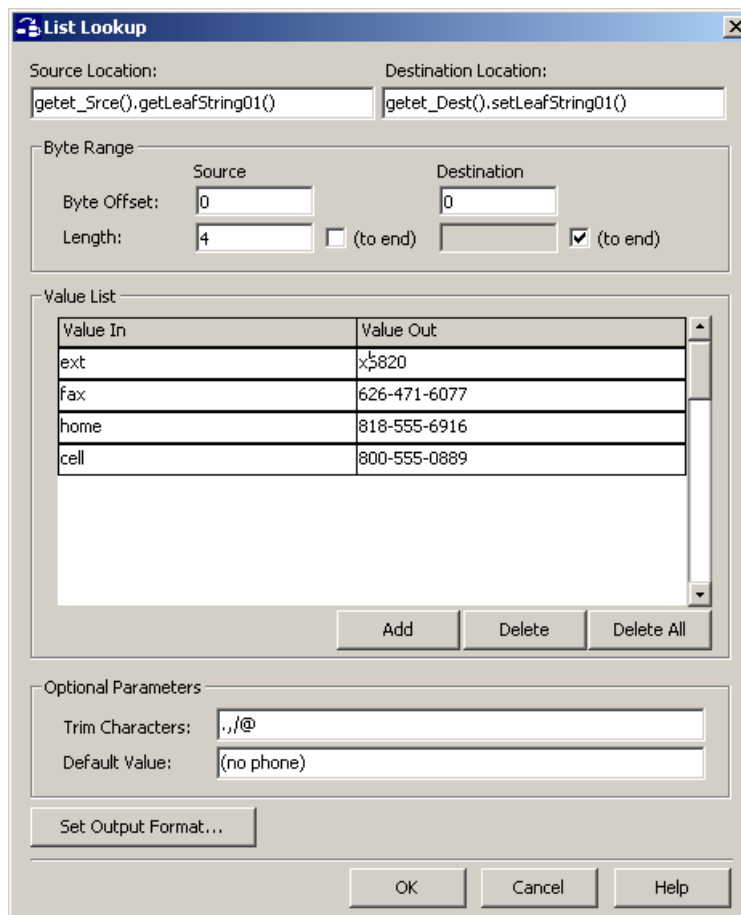 List Lookup
Source Location: Destination Location:
getet_Srce().getLeafString01() getet_Dest().setLeafString01()
Byte Range
Source Destination
Byte Offset: 0 0
Length: 4 (to end) (to end)
Value List
Value In Value Out
ext
fax 626-471-6077
home 818-555-6916
cell 800-555-0889
Add Delete Delete All
Optional Parameters
Trim Characters: .,/@
Default Value: (no phone)
Set Output Format...
OK Cancel Help